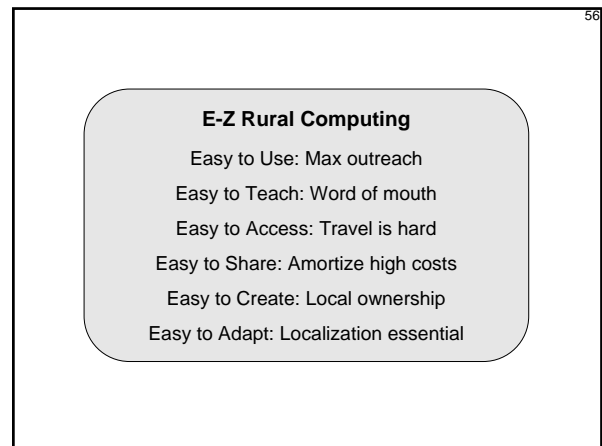 56
E-Z Rural Computing
Easy to Use: Max outreach
Easy to Teach: Word of mouth
Easy to Access: Travel is hard
Easy to Share: Amortize high costs
Easy to Create: Local ownership
Easy to Adapt: Localization essential